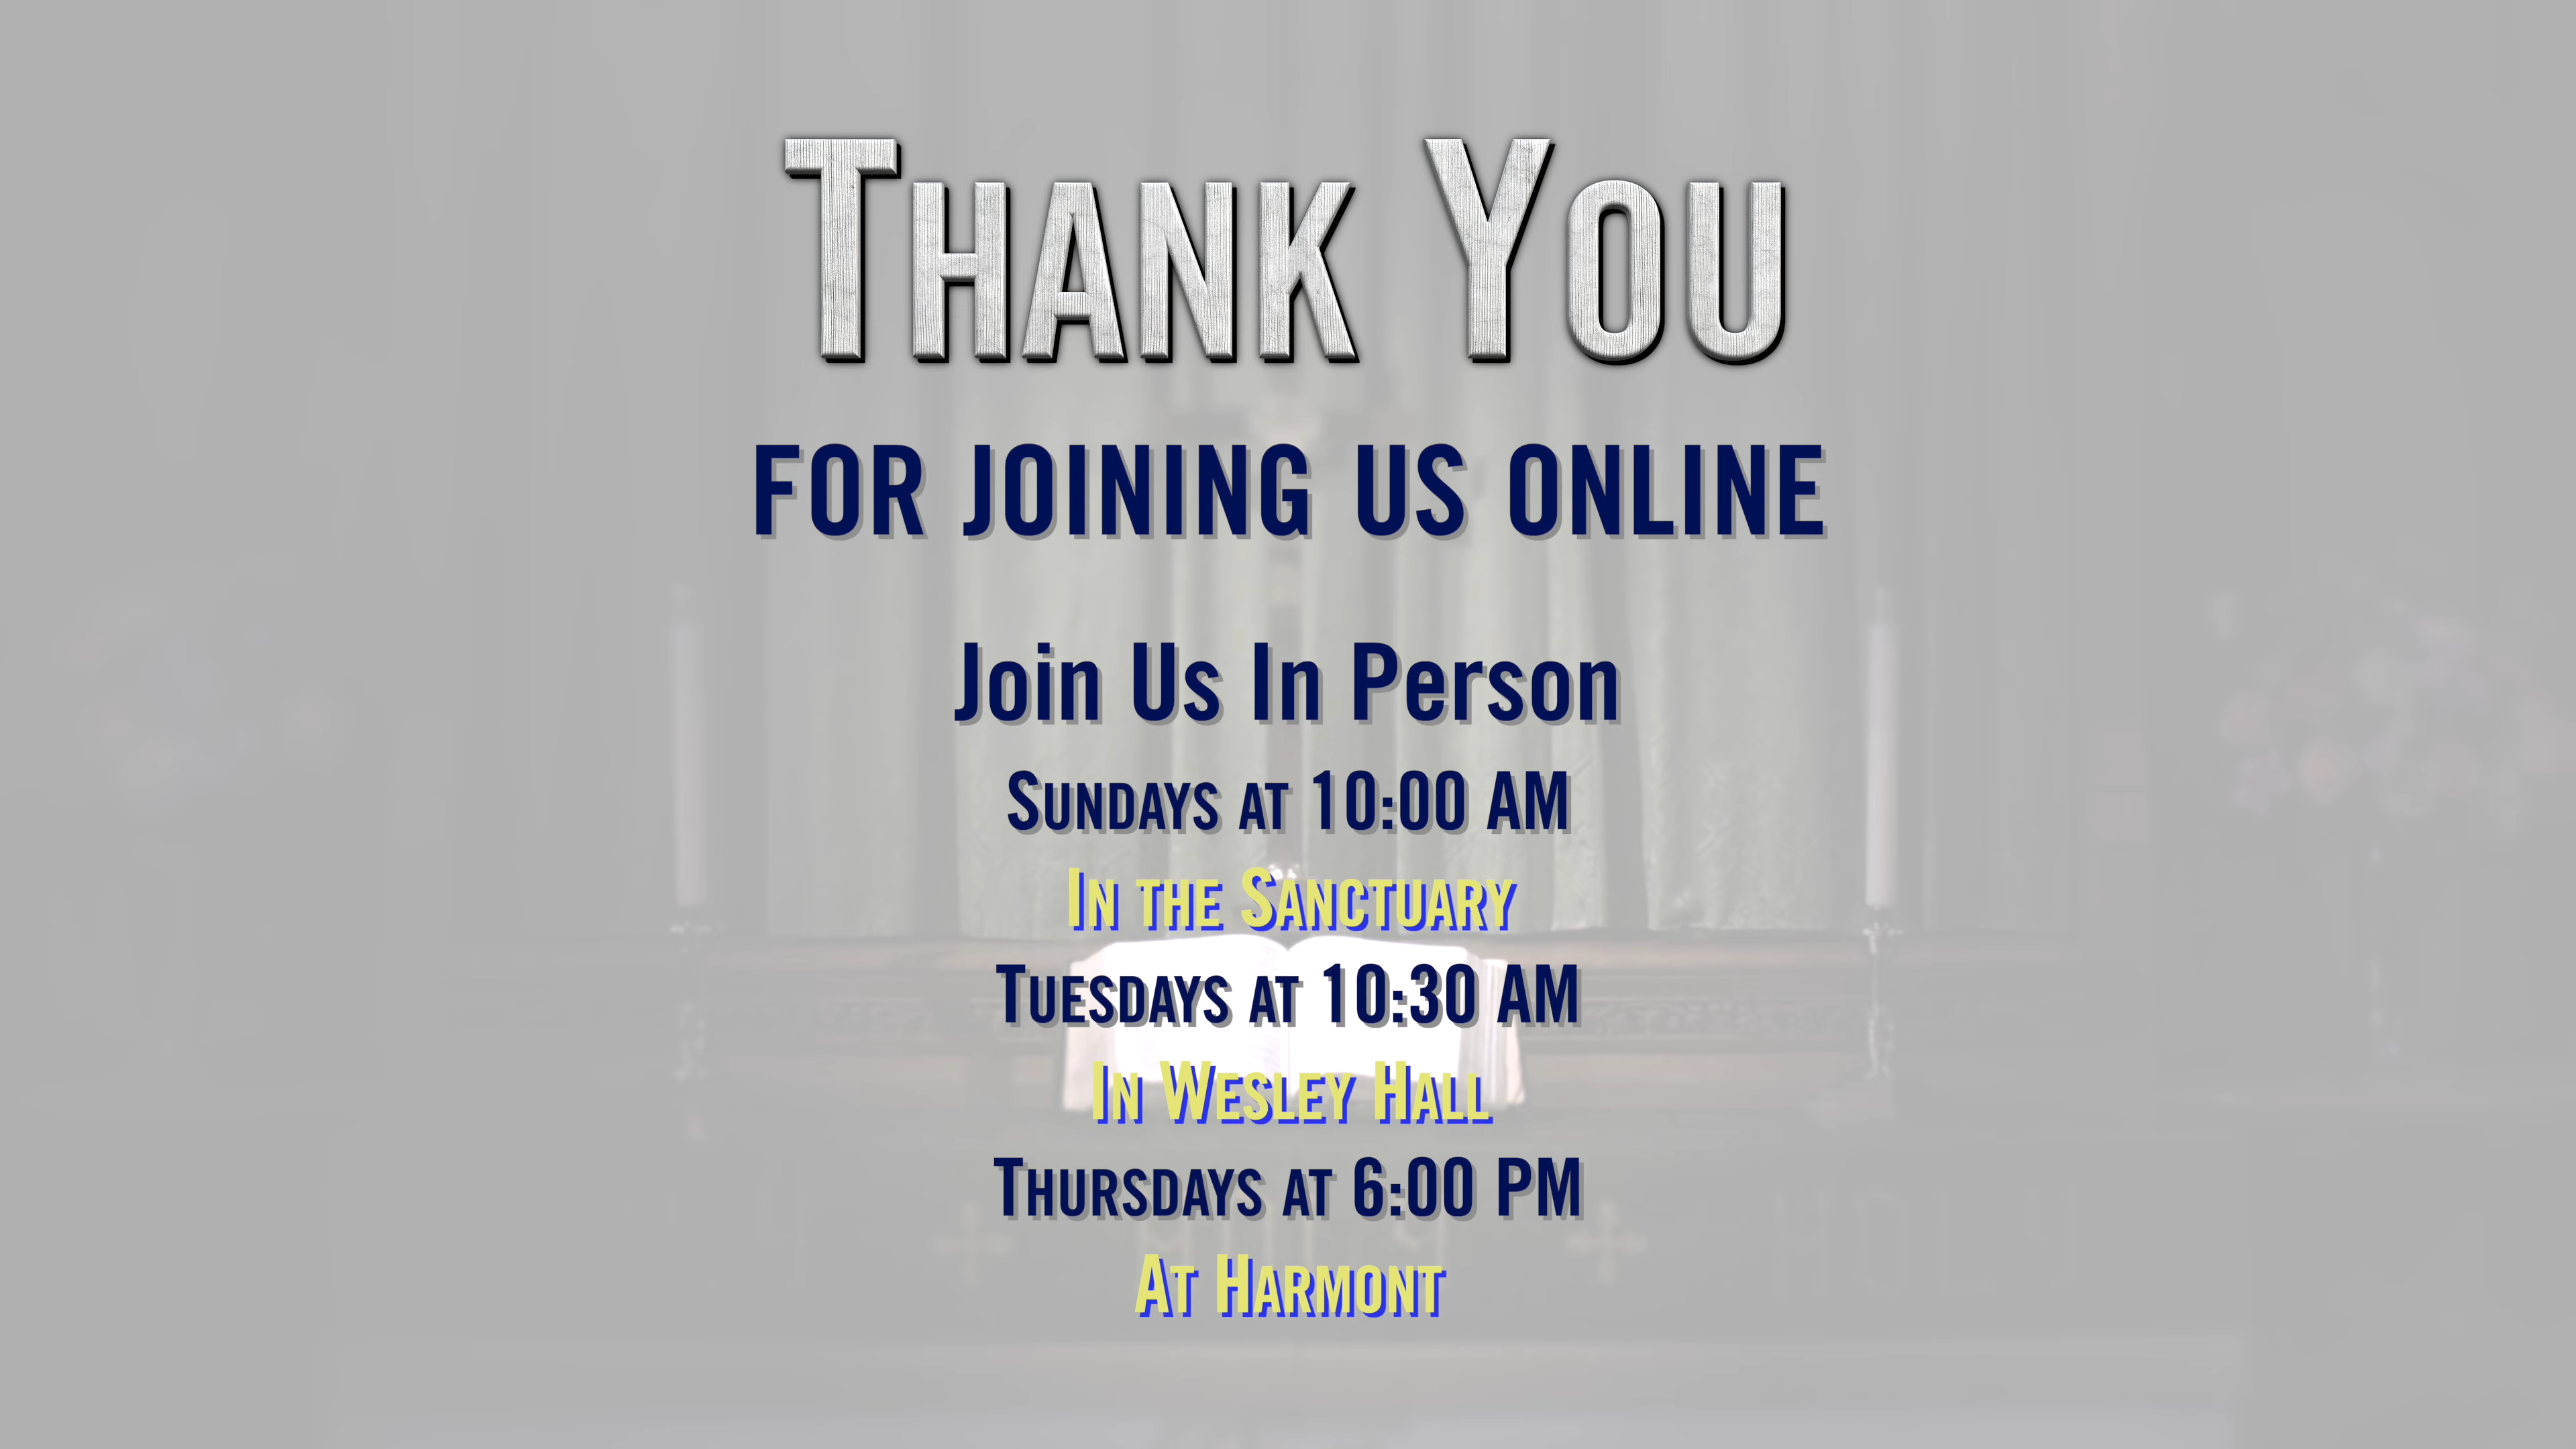 Thank You
FOR JOINING US ONLINE
Join Us In Person
Sundays at 10:00 AM
In the Sanctuary
Tuesdays at 10:30 AM
In Wesley Hall
Thursdays at 6:00 PM
At Harmont